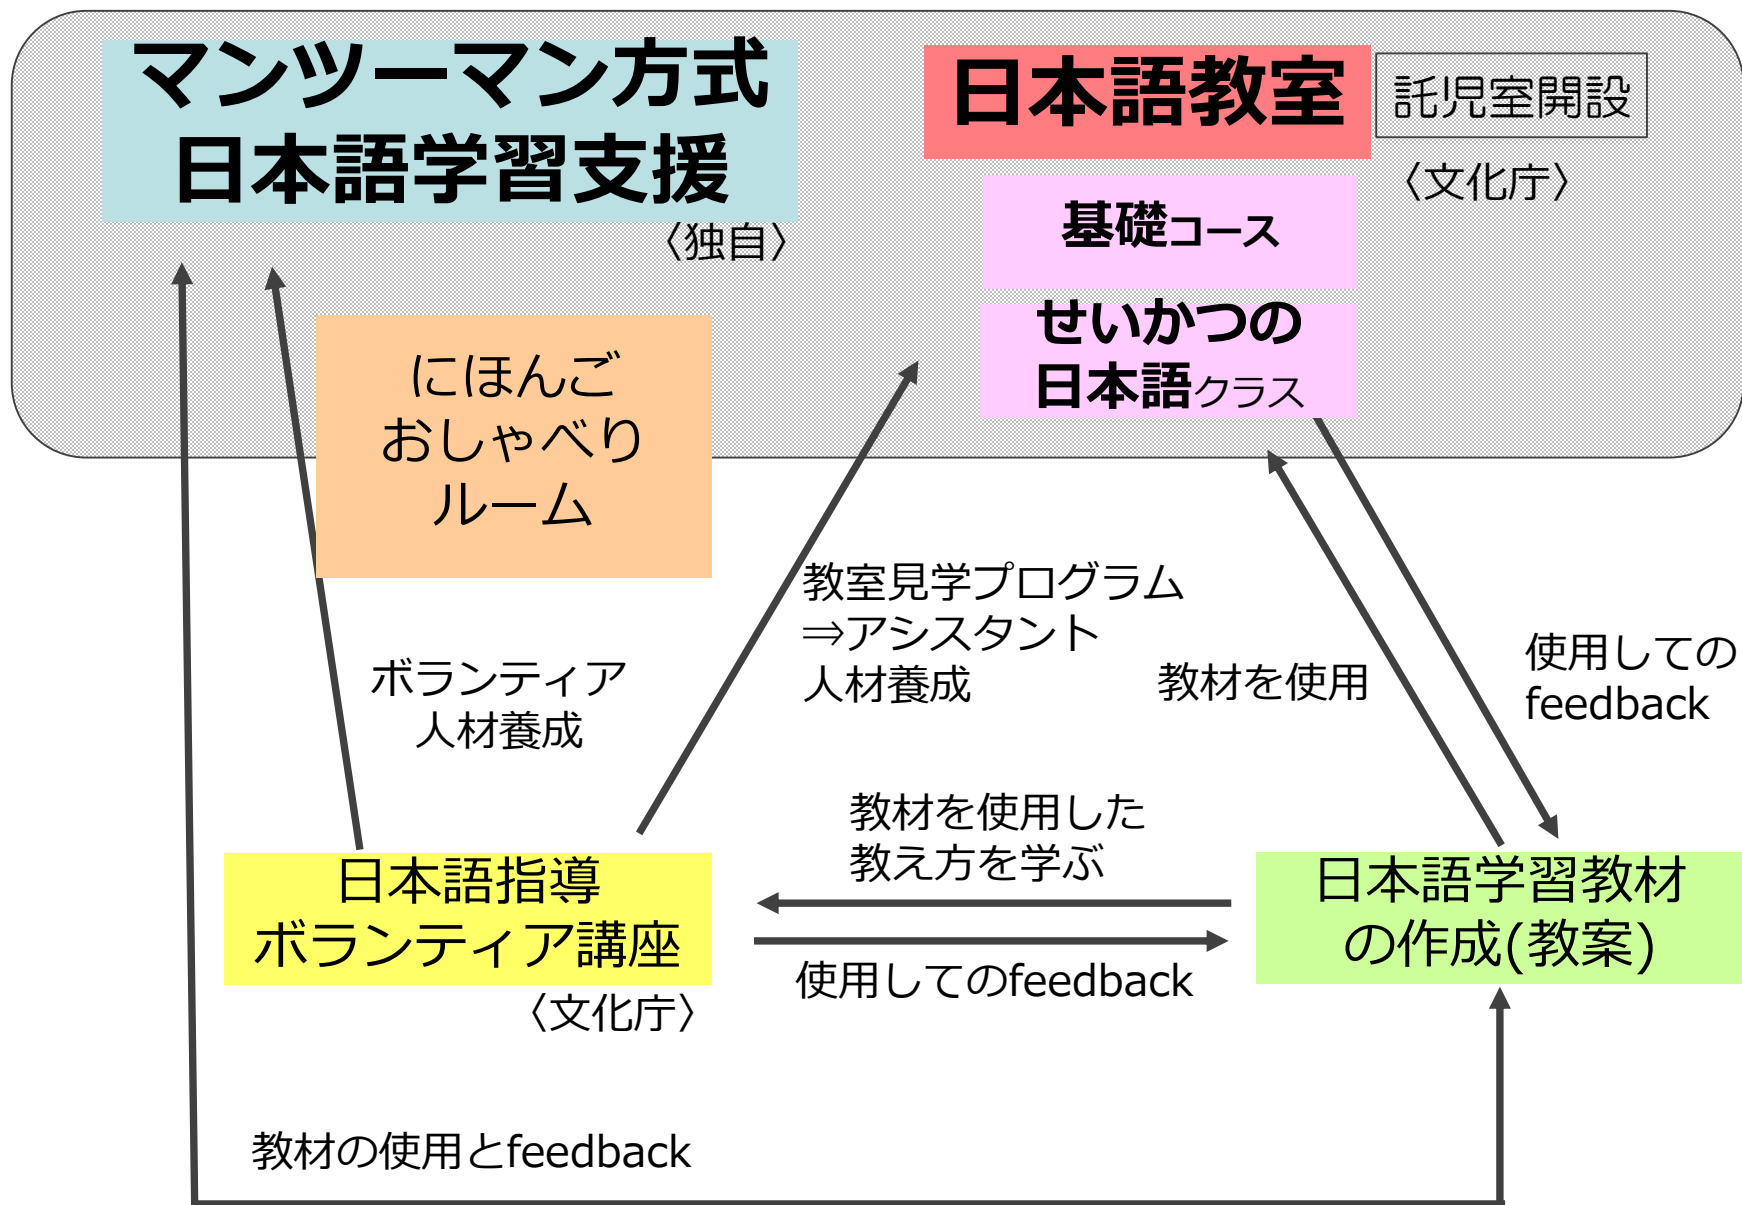 マンツーマン方式
日本語学習支援
〈独自〉
日本語教室
託児室開設
〈文化庁〉
基礎コース
せいかつの
日本語クラス
にほんご
おしゃべり
ルーム
ボランティア
人材養成
教室見学プログラム
⇒アシスタント
人材養成
教材を使用
使用しての
feedback
教材を使用した
教え方を学ぶ
日本語指導
ボランティア講座
〈文化庁〉
使用してのfeedback
日本語学習教材
の作成(教案)
教材の使用とfeedback